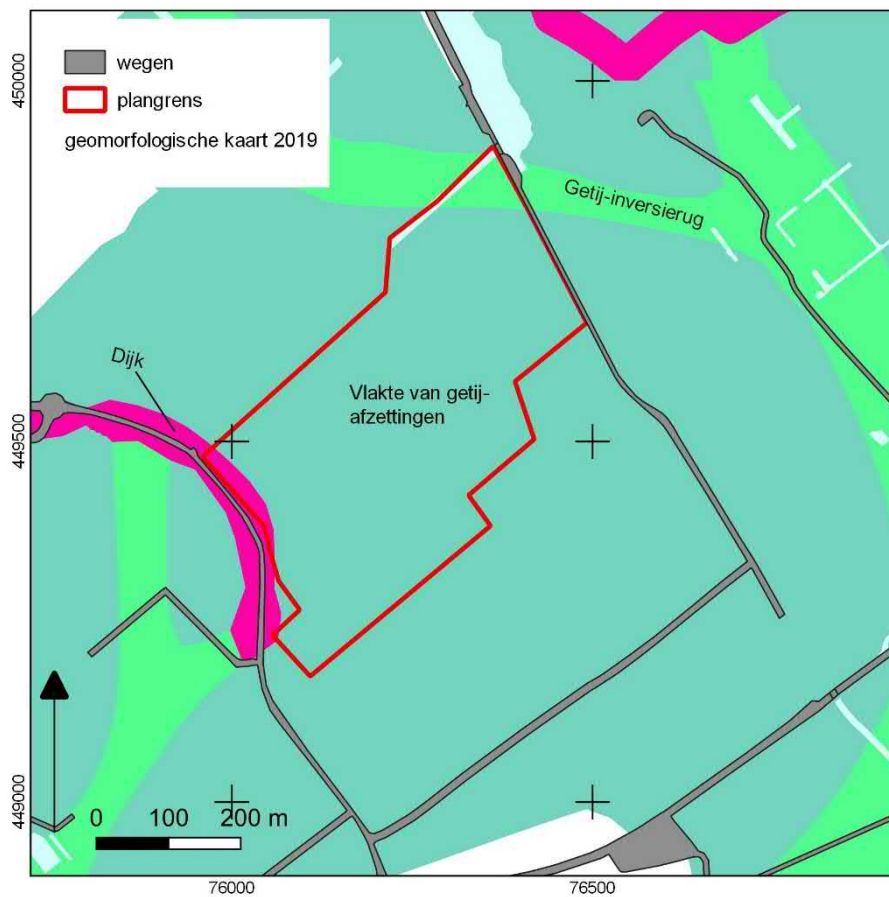 wegen
plangrens
geomorfologische kaart 2019
450000
Getij-inversierug
Dijk
Vlakte van getij-
afzettingen
449500
449000
0 100 200 m
76000 76500